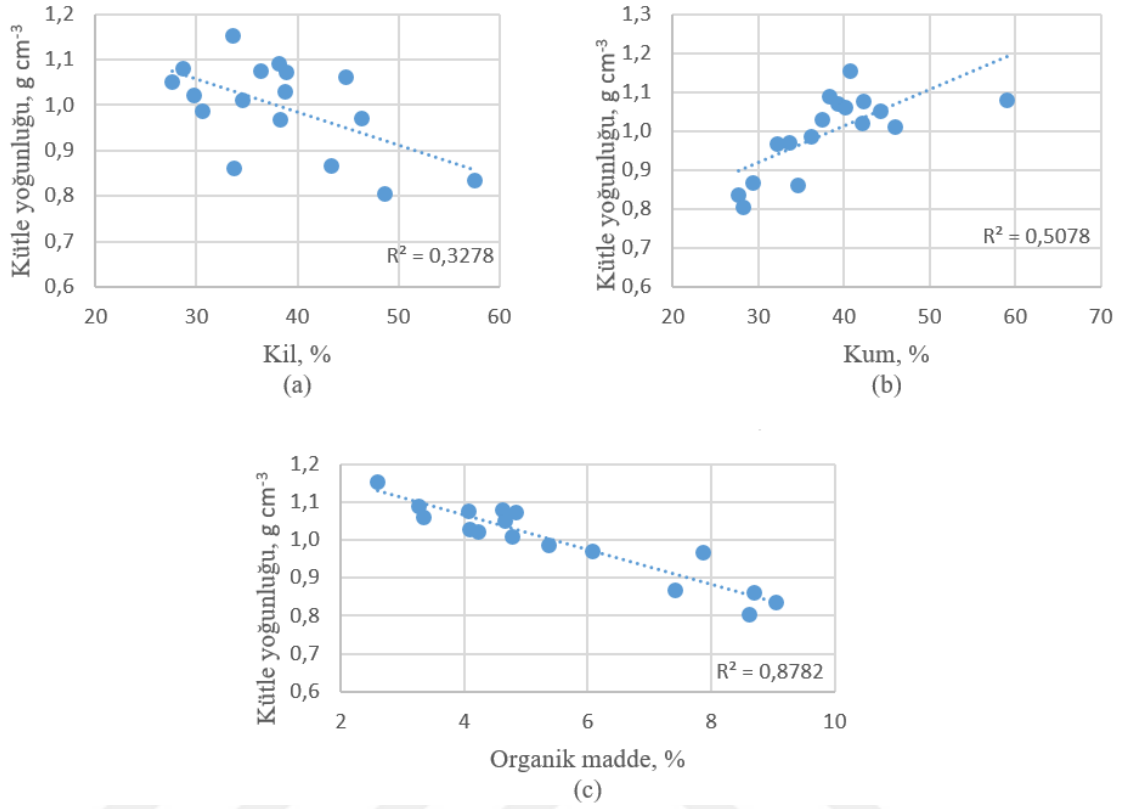 Kütle yoğunluğu, g cm⁻³
1,2
1,1
1,0
0,9
0,8
0,7
0,6
R² = 0,3278
20 30 40 50 60
Kil, %
(a)
Kütle yoğunluğu, g cm⁻³
1,3
1,2
1,1
1,0
0,9
0,8
0,7
0,6
R² = 0,5078
20 30 40 50 60 70
Kum, %
(b)
Kütle yoğunluğu, g cm⁻³
1,2
1,1
1,0
0,9
0,8
0,7
0,6
R² = 0,8782
2 4 6 8 10
Organik madde, %
(c)